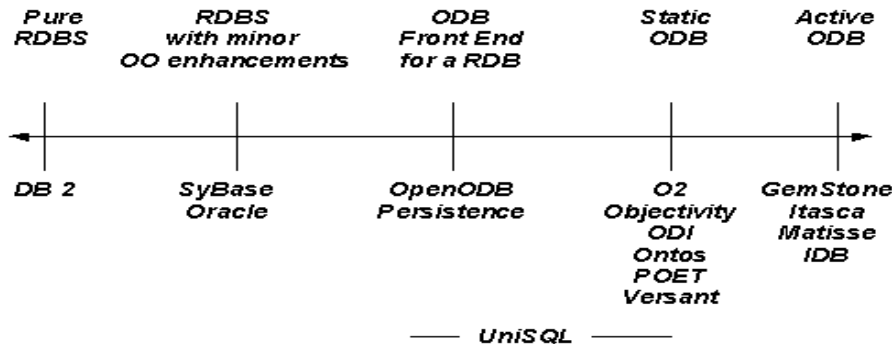 Pure
RDBS
RDBS
with minor
OO enhancements
ODB
Front End
for a RDB
Static
ODB
Active
ODB
DB 2
SyBase
Oracle
OpenODB
Persistence
O2
Objectivity
ODI
Ontos
POET
Versant
GemStone
Itasca
Matisse
IDB
UniSQL